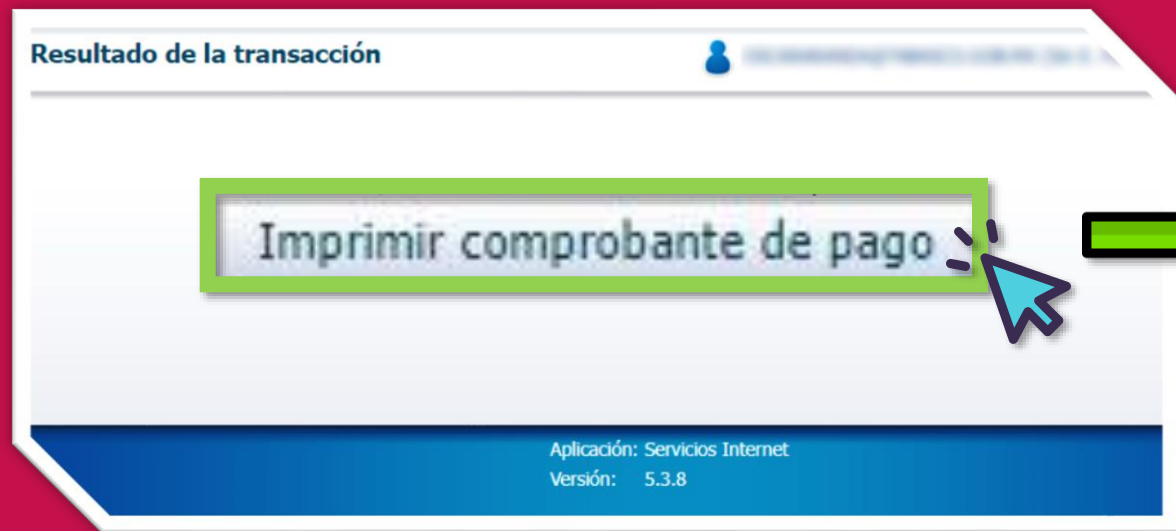 Resultado de la transacción
Imprimir comprobante de pago
Aplicación: Servicios Internet
Versión: 5.3.8